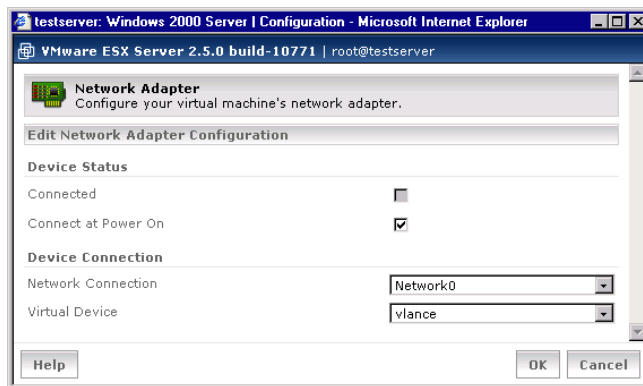 testserver: Windows 2000 Server | Configuration - Microsoft Internet Explorer
VMware ESX Server 2.5.0 build-10771 | root@testserver
Network Adapter
Configure your virtual machine's network adapter.
Edit Network Adapter Configuration
Device Status
Connected
Connect at Power On
Device Connection
Network Connection Network0
Virtual Device vlance
Help OK Cancel